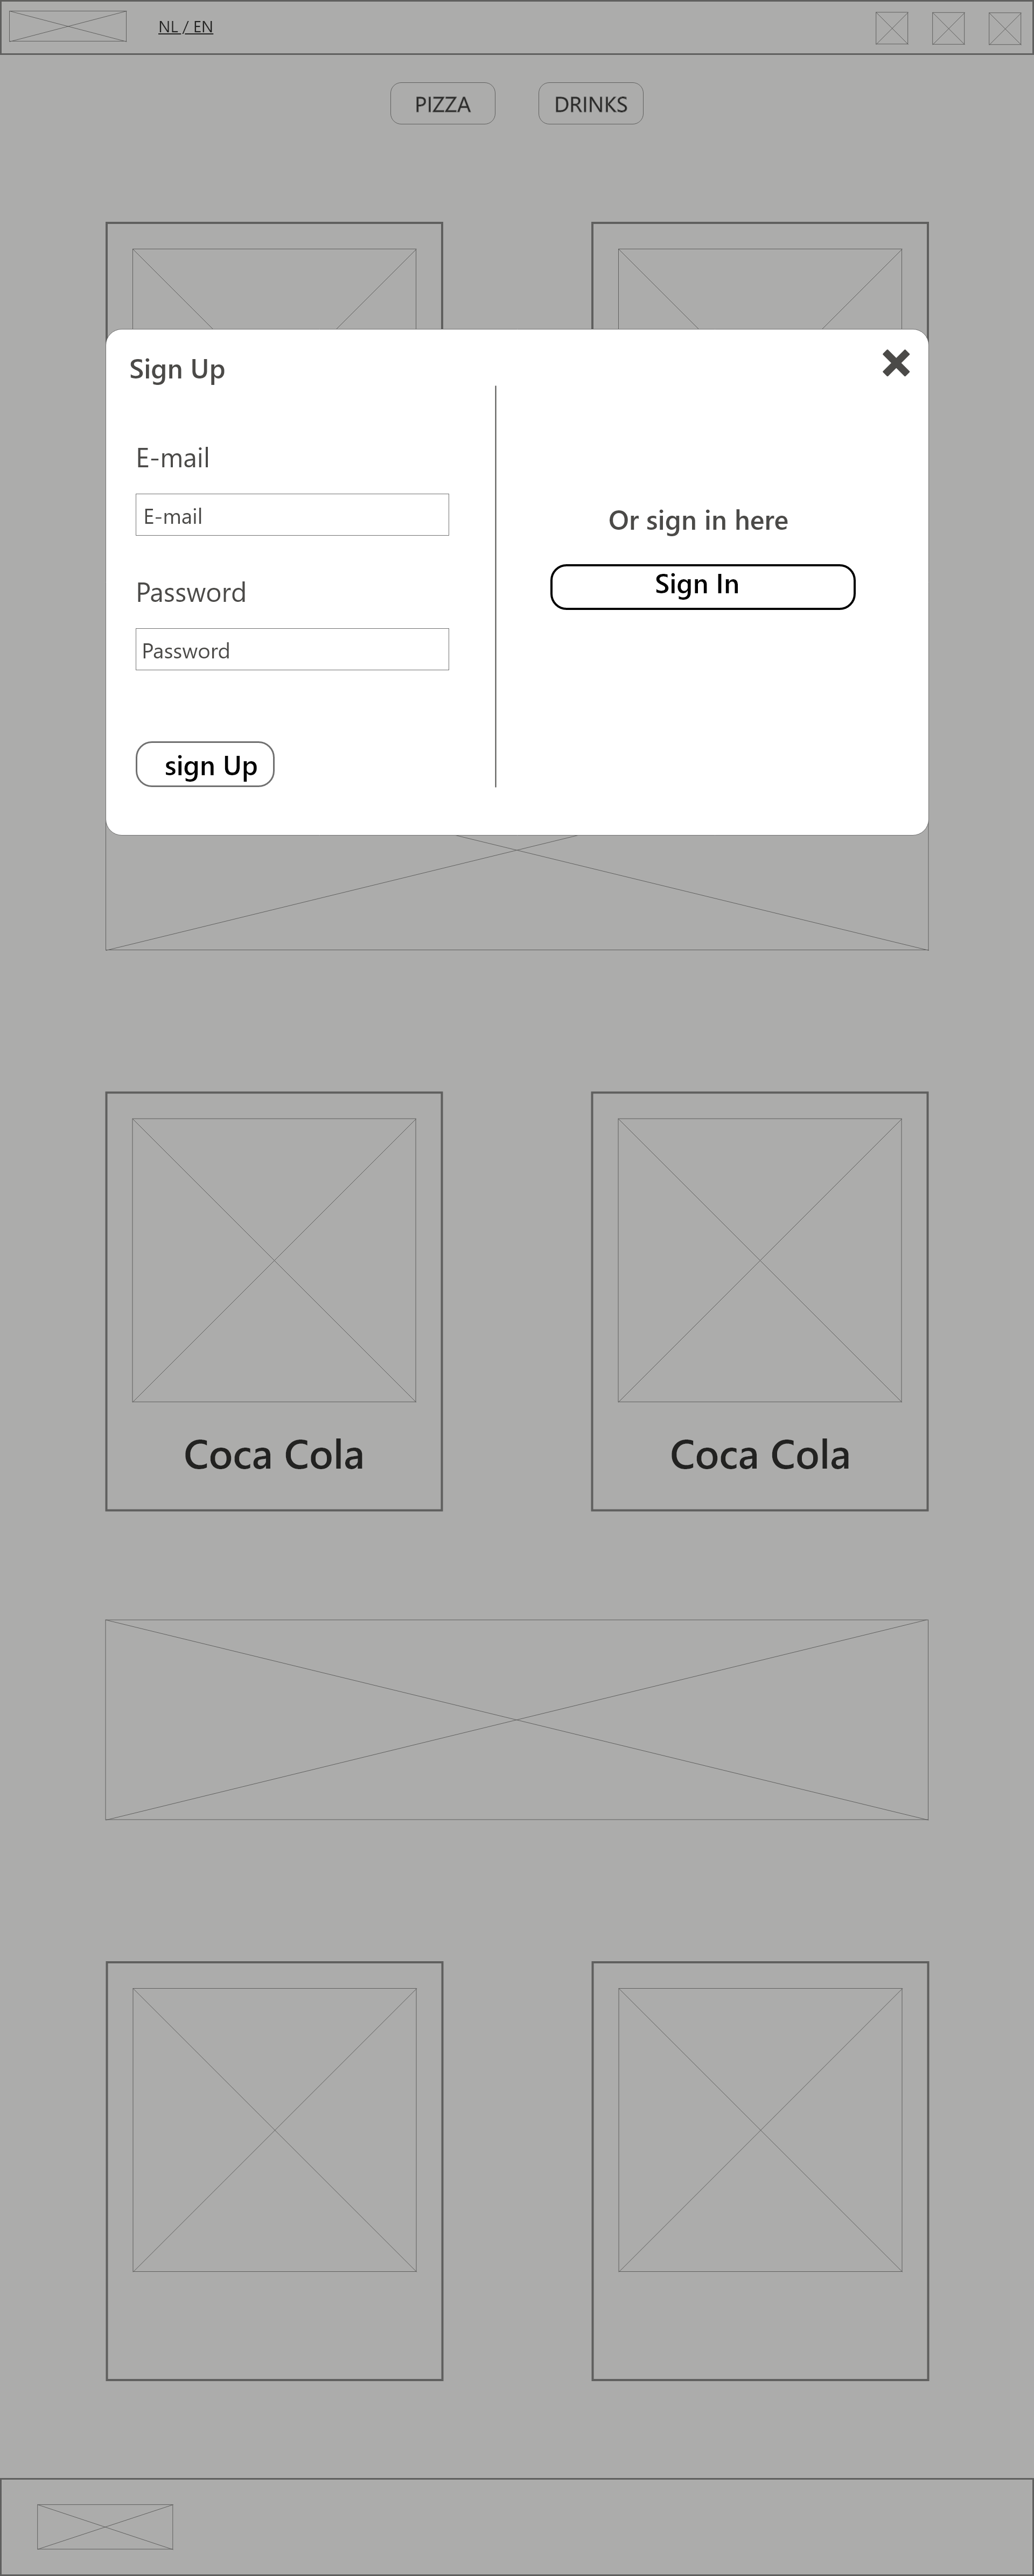 NL / EN
PIZZA
DRINKS
Sign Up
E-mail
E-mail
Password
Password
sign Up
Or sign in here
Sign In
Coca Cola
Coca Cola